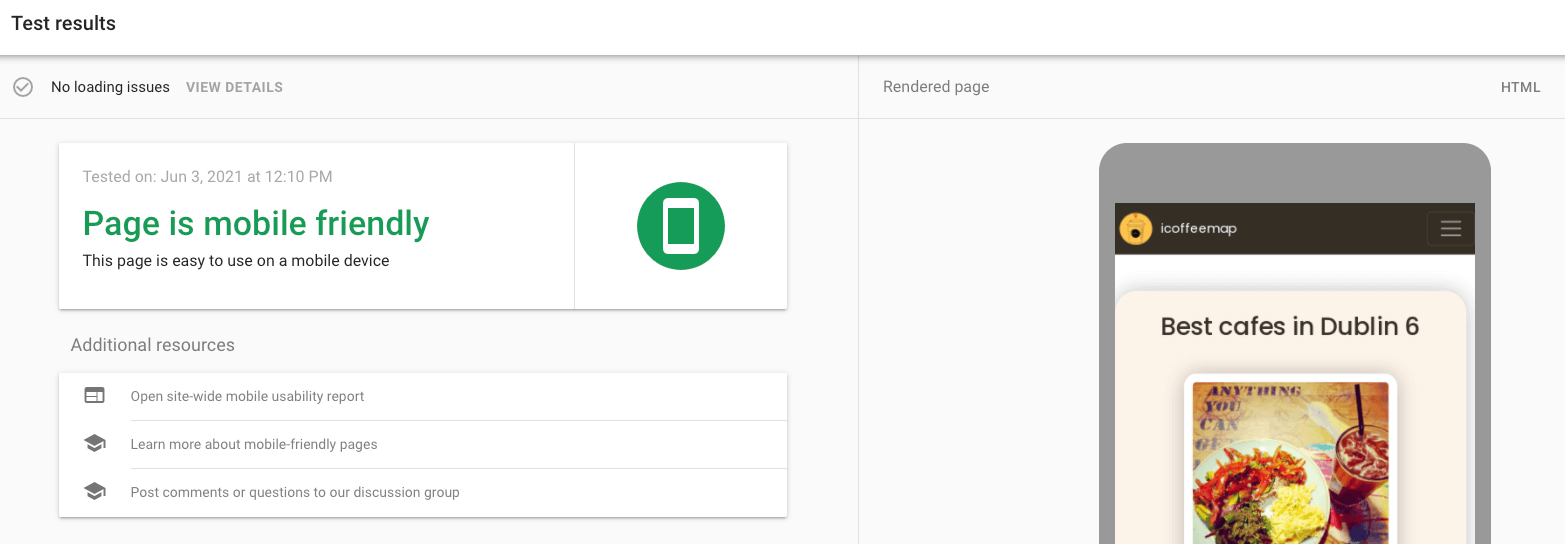 Test results
No loading issues VIEW DETAILS
Rendered page
HTML
Tested on: Jun 3, 2021 at 12:10 PM
Page is mobile friendly
This page is easy to use on a mobile device
Additional resources
Open site-wide mobile usability report
Learn more about mobile-friendly pages
Post comments or questions to our discussion group
icoffeemap
Best cafes in Dublin 6
ANYTHING
YOU
CAN